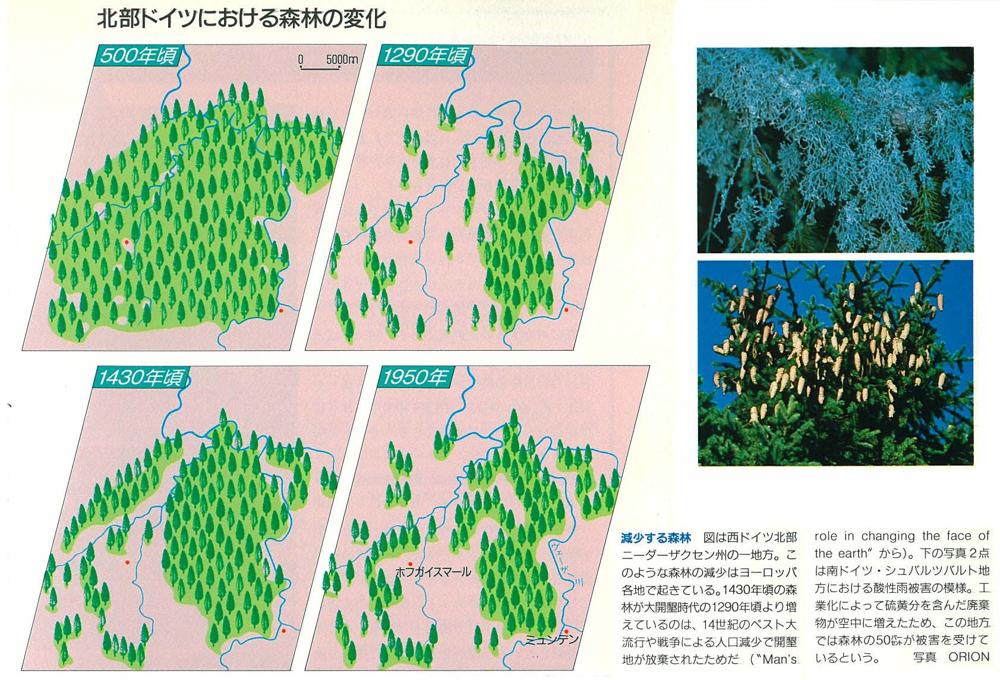 北部ドイツにおける森林の変化
500年頃
0 5000m
1290年頃
1430年頃
1950年
ホフガイスマール
ヴェーザー川
ミュンデン
減少する森林 図は西ドイツ北部
ニーダーザクセン州の一地方。こ
のような森林の減少はヨーロッパ
各地で起きている。1430年頃の森
林が大開墾時代の1290年頃より増
えているのは、14世紀のペスト大
流行や戦争による人口減少で開墾
地が放棄されたためだ（“Man's
role in changing the face of
the earth” から）。下の写真2点
は南ドイツ・シュバルツバルト地
方における酸性雨被害の模様。工
業化によって硫黄分を含んだ廃棄
物が空中に増えたため、この地方
では森林の50㌫が被害を受けて
いるという。 写真 ORION